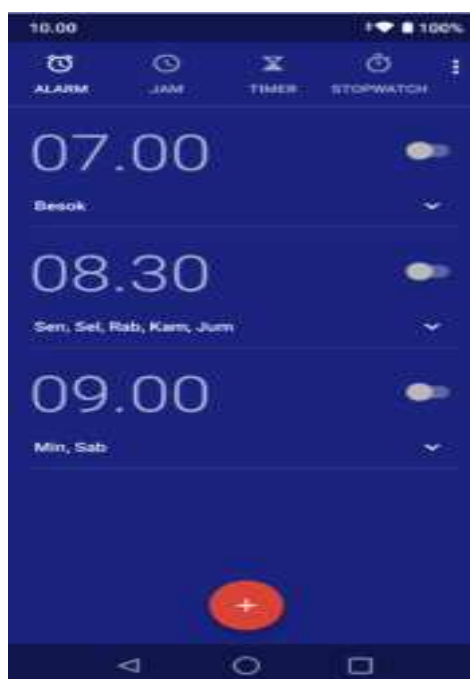 10.00 100%
ALARM JAM TIMER STOPWATCH
07.00
Besok
08.30
Sen, Sel, Rab, Kam, Jum
09.00
Min, Sab